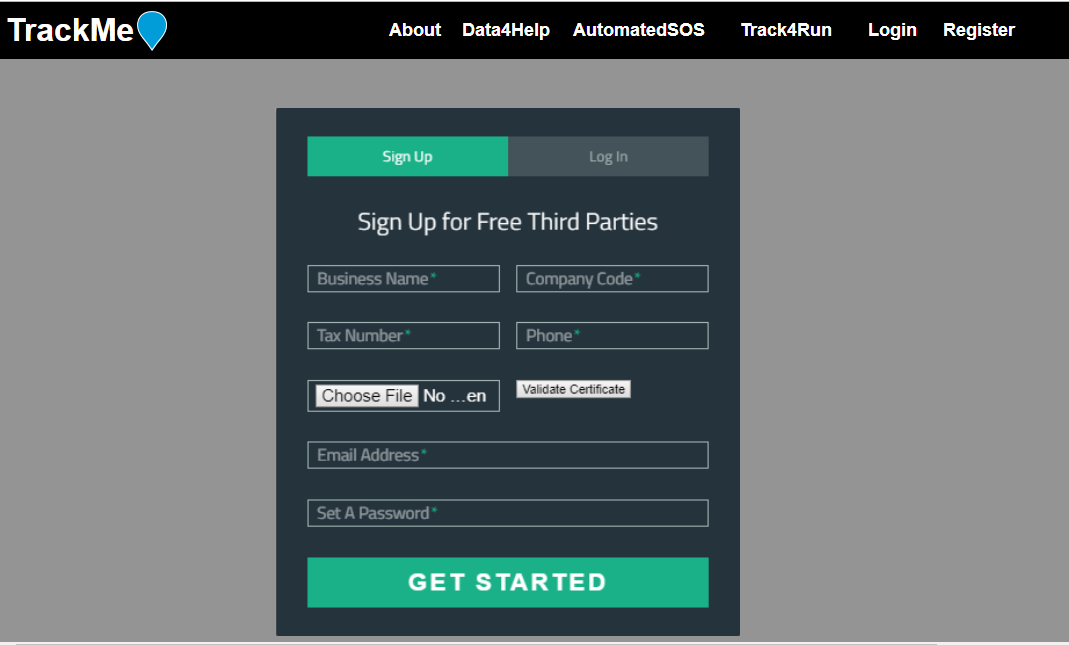 TrackMe About Data4Help AutomatedSOS Track4Run Login Register
Sign Up Log In
Sign Up for Free Third Parties
Business Name* Company Code*
Tax Number* Phone*
Choose File No ...en Validate Certificate
Email Address*
Set A Password*
GET STARTED